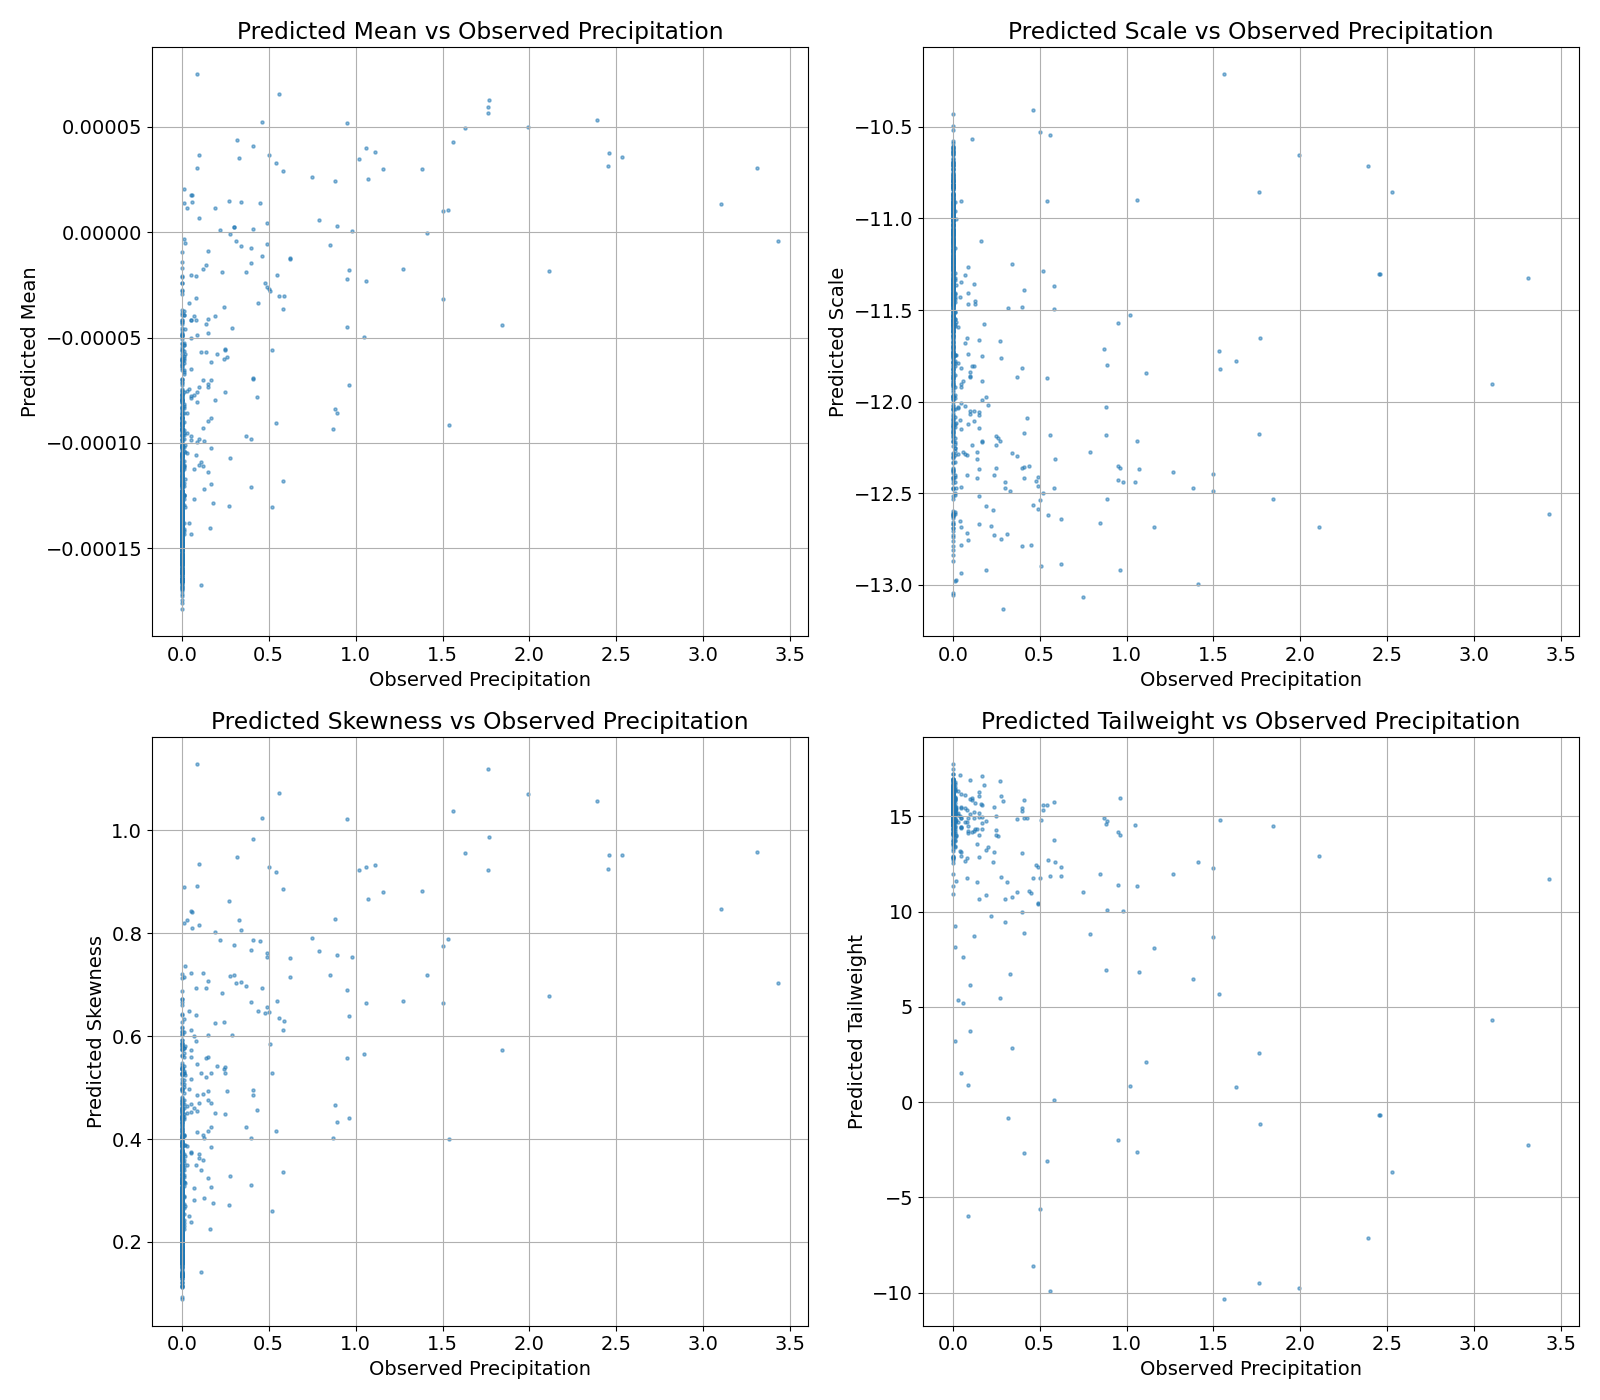 Predicted Mean vs Observed Precipitation
Predicted Mean
0.00005
0.00000
−0.00005
−0.00010
−0.00015
0.0 0.5 1.0 1.5 2.0 2.5 3.0 3.5
Observed Precipitation
Predicted Scale vs Observed Precipitation
Predicted Scale
−10.5
−11.0
−11.5
−12.0
−12.5
−13.0
0.0 0.5 1.0 1.5 2.0 2.5 3.0 3.5
Observed Precipitation
Predicted Skewness vs Observed Precipitation
Predicted Skewness
1.0
0.8
0.6
0.4
0.2
0.0 0.5 1.0 1.5 2.0 2.5 3.0 3.5
Observed Precipitation
Predicted Tailweight vs Observed Precipitation
Predicted Tailweight
15
10
5
0
−5
−10
0.0 0.5 1.0 1.5 2.0 2.5 3.0 3.5
Observed Precipitation